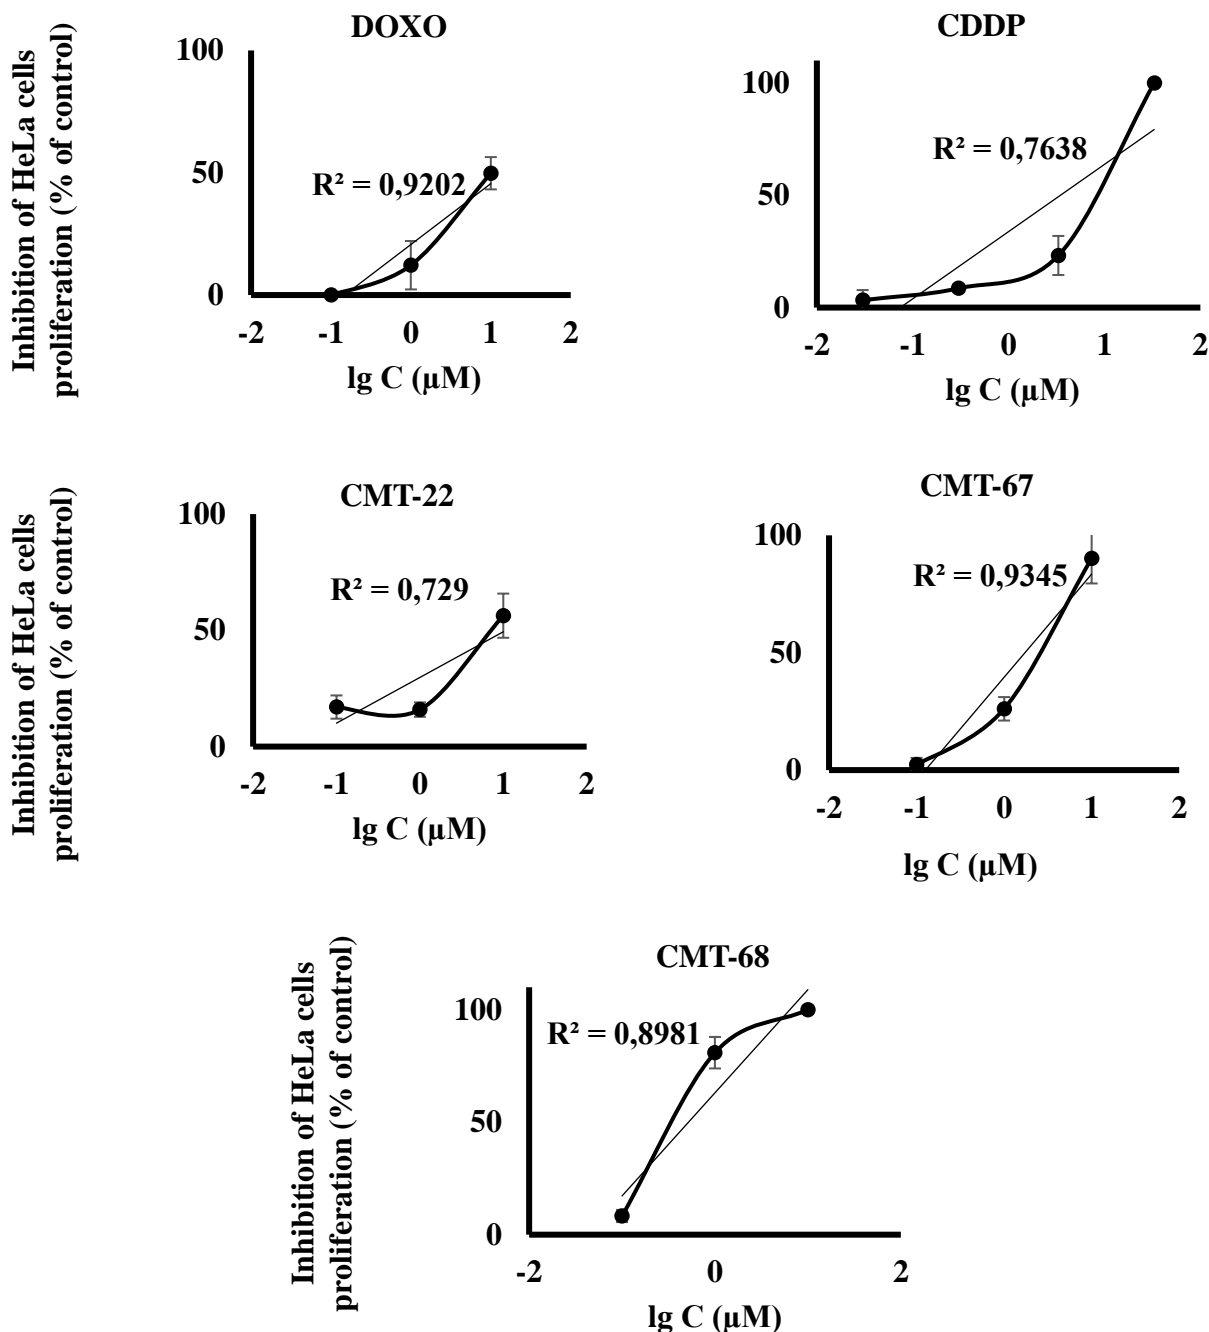 DOXO
Inhibition of HeLa cells
proliferation (% of control)
100
50
0
R² = 0,9202
-2 -1 0 1 2
lg C (µM)
CDDP
100
50
0
R² = 0,7638
-2 -1 0 1 2
lg C (µM)
CMT-22
Inhibition of HeLa cells
proliferation (% of control)
100
50
0
R² = 0,729
-2 -1 0 1 2
lg C (µM)
CMT-67
100
50
0
R² = 0,9345
-2 -1 0 1 2
lg C (µM)
CMT-68
Inhibition of HeLa cells
proliferation (% of control)
100
50
0
R² = 0,8981
-2 0 2
lg C (µM)